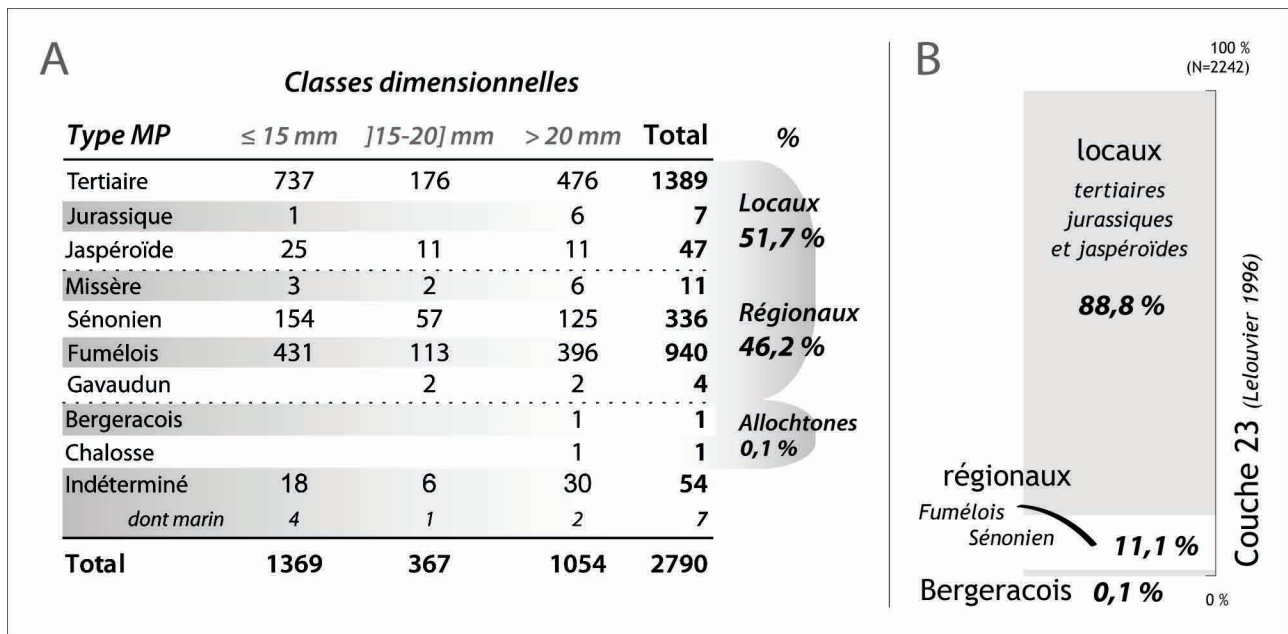 A
Classes dimensionnelles
Type MP ≤ 15 mm ]15-20] mm > 20 mm Total %
Tertiaire 737 176 476 1389
Jurassique 1 6 7
Jaspéroïde 25 11 11 47
Locaux
51,7 %
Missère 3 2 6 11
Sénonien 154 57 125 336
Fumélois 431 113 396 940
Gavaudun 2 2 4
Régionaux
46,2 %
Bergeracois 1 1
Chalosse 1 1
Allochtones
0,1 %
Indéterminé 18 6 30 54
dont marin 4 1 2 7
Total 1369 367 1054 2790
B
100 %
(N=2242)
locaux
tertiaires
jurassiques
et jaspéroïdes
88,8 %
régionaux
Fumélois
Sénonien
11,1 %
Bergeracois 0,1 %
0 %
Couche 23 (Lelouvier 1996)